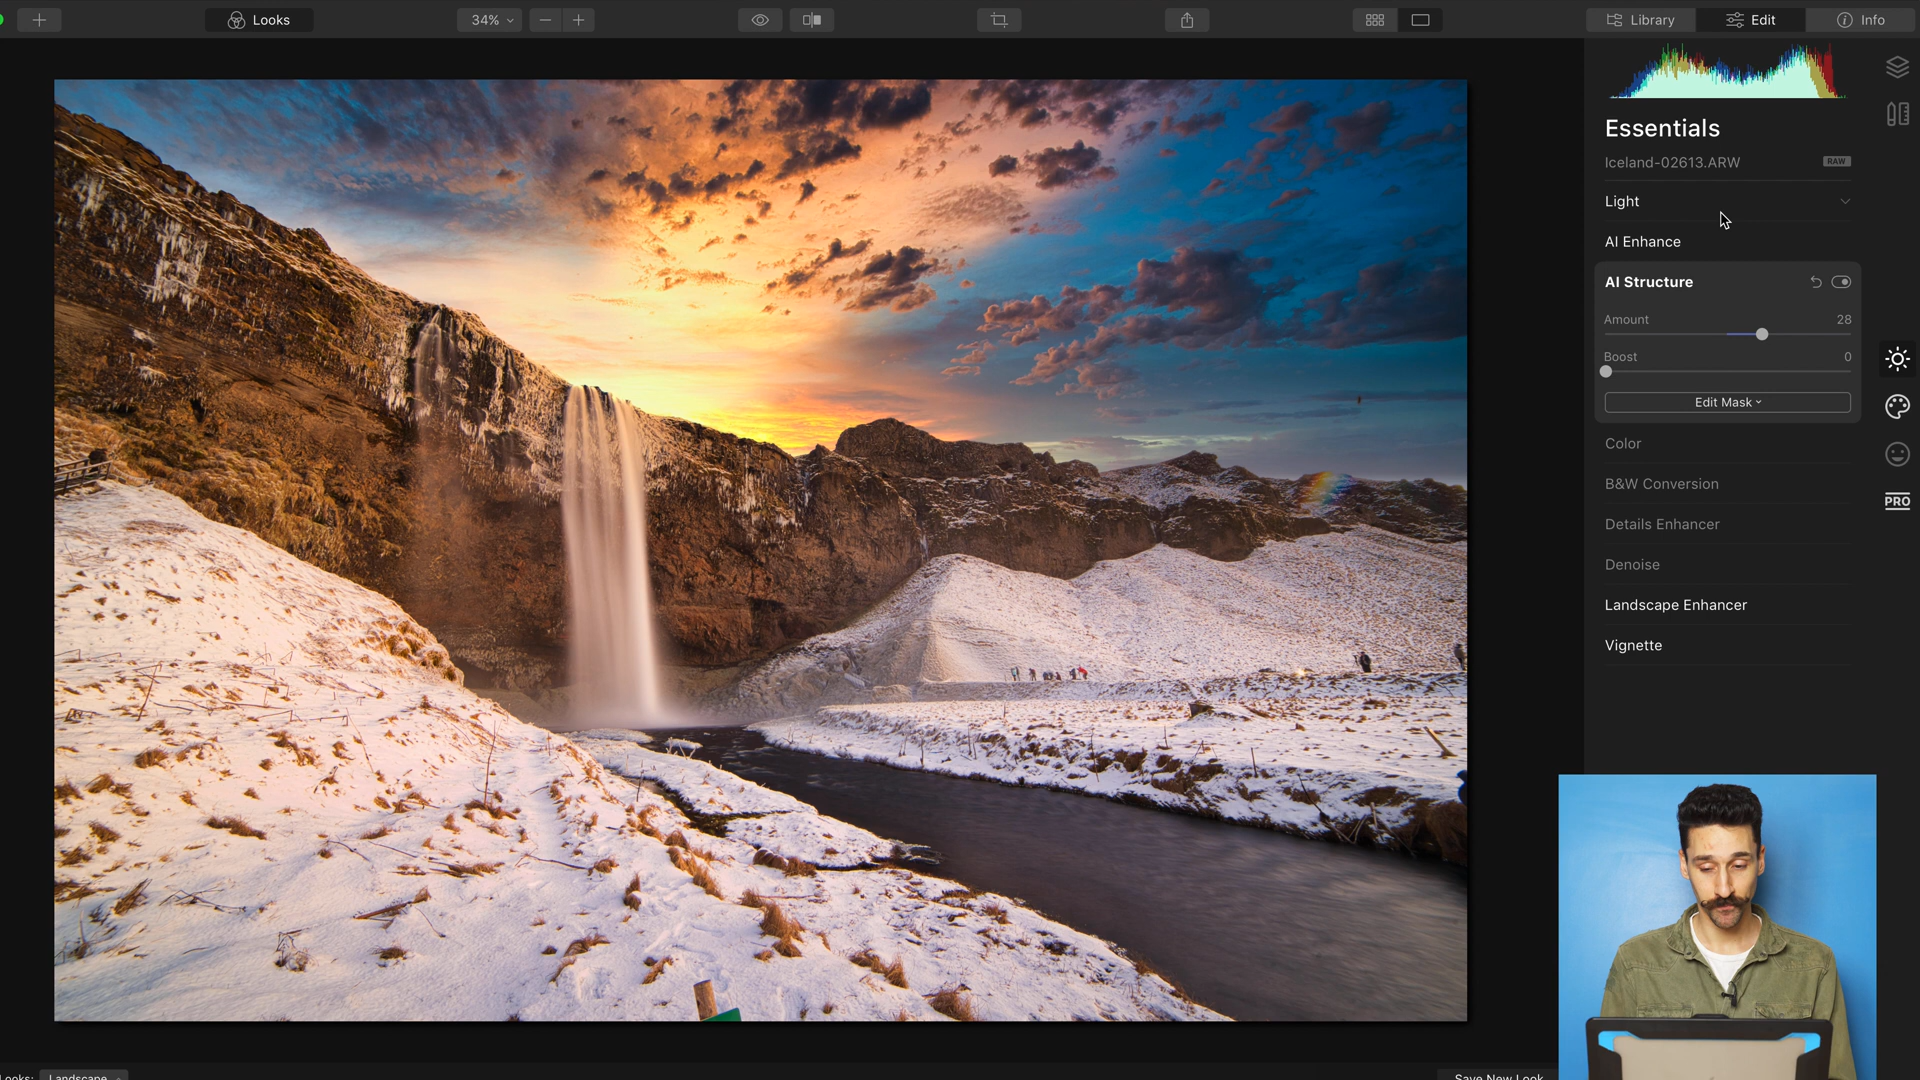 Looks
34%
Library
Edit
Info
Essentials
Iceland-02613.ARW
RAW
Light
AI Enhance
AI Structure
Amount
28
Boost
0
Edit Mask
Color
B&W Conversion
Details Enhancer
Denoise
Landscape Enhancer
Vignette
PRO
Looks: Landscape
Save New Look